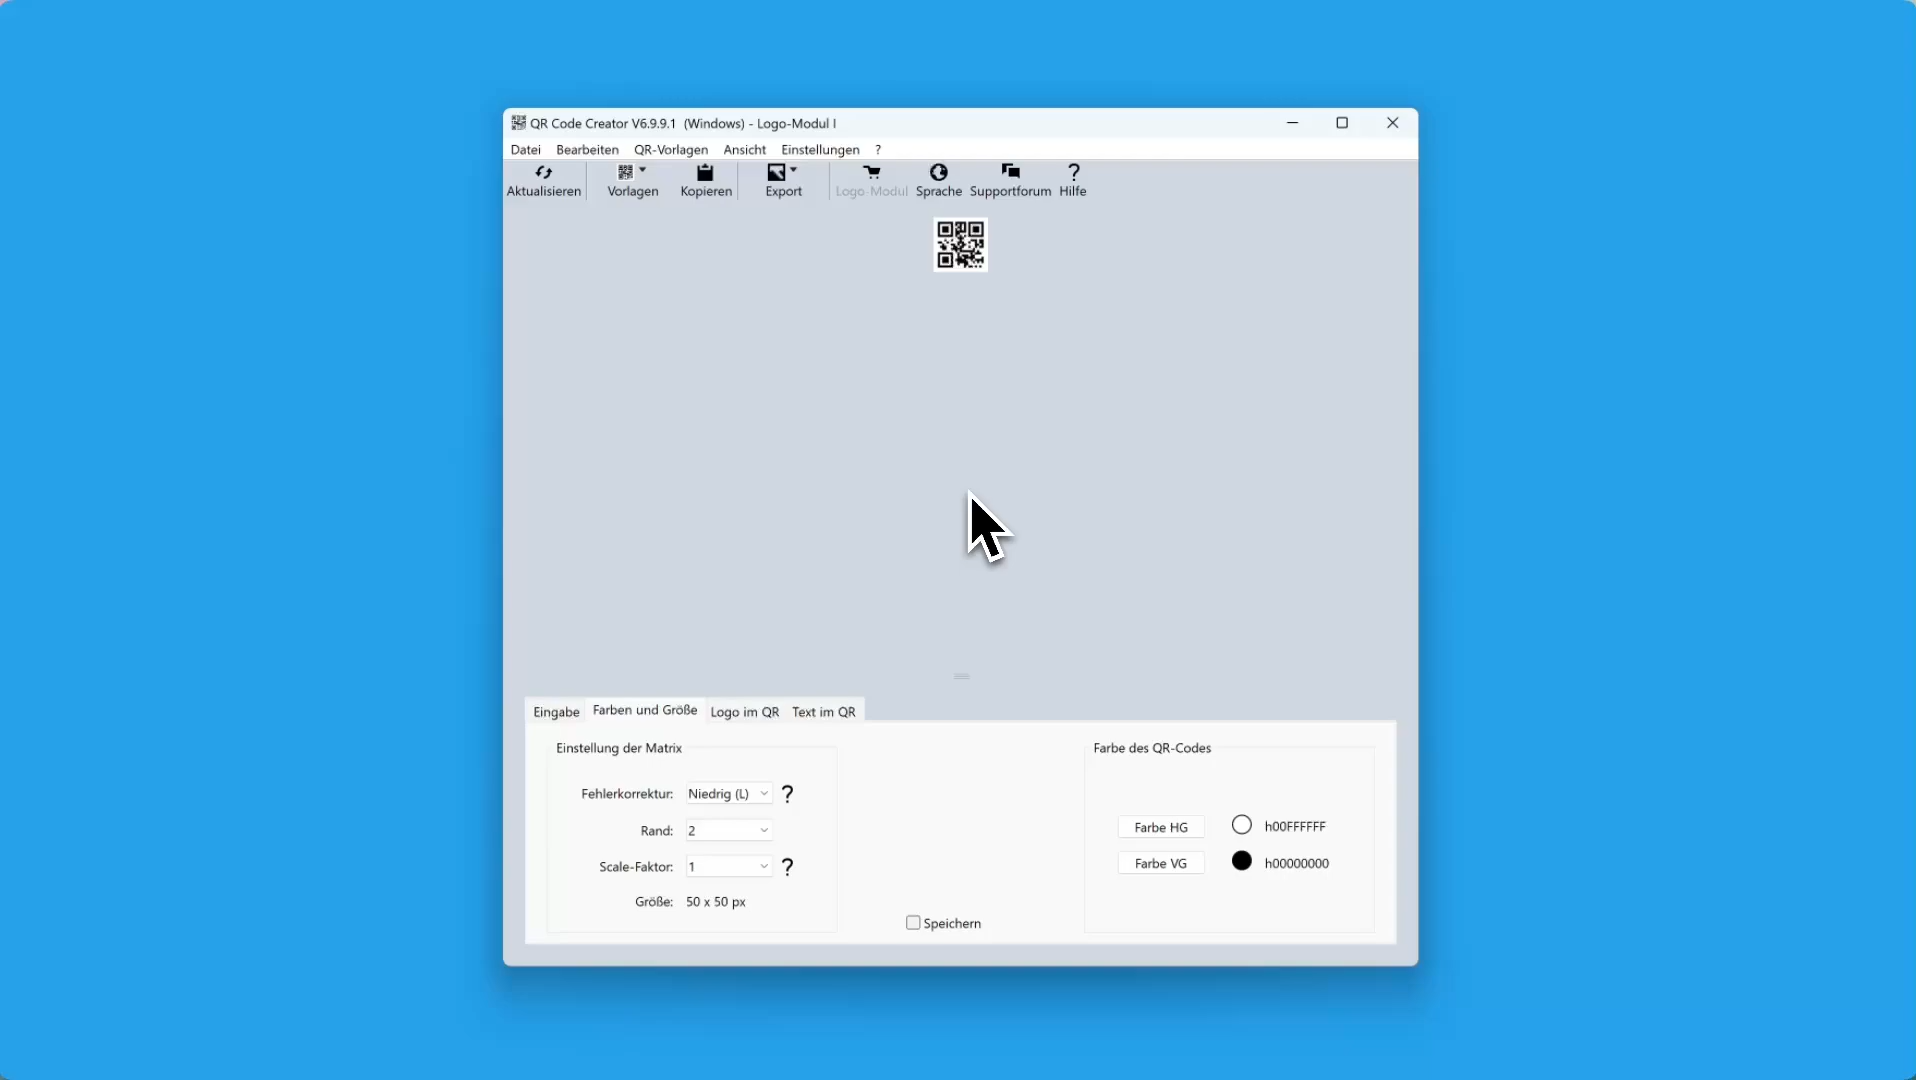 QR Code Creator V6.9.9.1 (Windows) - Logo-Modul I
Datei Bearbeiten QR-Vorlagen Ansicht Einstellungen ?
Aktualisieren Vorlagen Kopieren Export Logo-Modul Sprache Supportforum Hilfe
Eingabe Farben und Größe Logo im QR Text im QR
Einstellung der Matrix
Fehlerkorrektur: Niedrig (L) ?
Rand: 2
Scale-Faktor: 1 ?
Größe: 50 x 50 px
Speichern
Farbe des QR-Codes
Farbe HG h00FFFFFF
Farbe VG h00000000